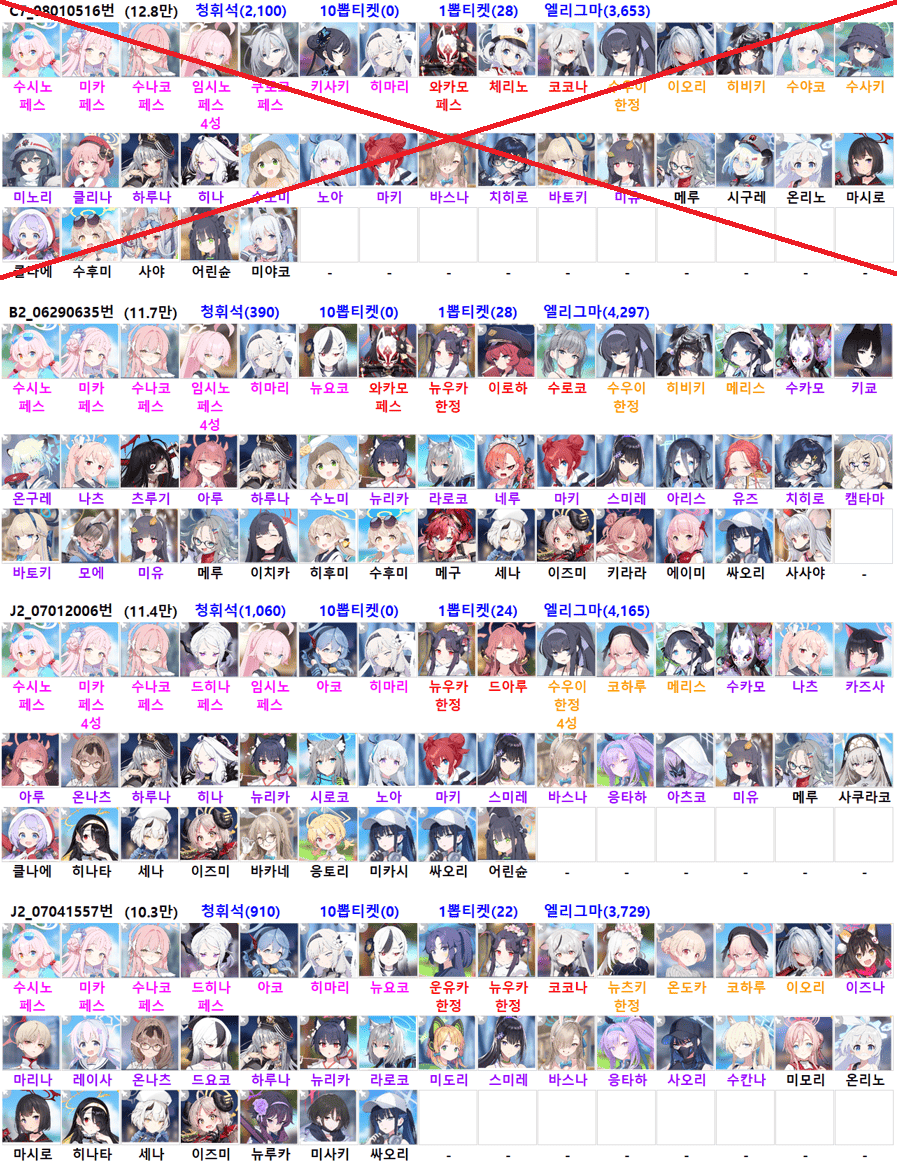 C7_08010516번 (12.8만) 청휘석(2,100) 10뽑티켓(0) 1뽑티켓(28) 엘리그마(3,653)
수시노 미카 수나코 임시노 쿠로코 키사키 히마리 와카모 체리노 코코나 수우이 이오리 히비키 수야코 수사키
페스 페스 페스 페스 페스 페스 한정
4성
미노리 클리나 하루나 히나 수노미 노아 마키 바스나 치히로 바토키 미유 메루 시구레 온리노 마시로
클나에 수후미 사야 어린슌 미야코 - - - - - - - - - -
B2_06290635번 (11.7만) 청휘석(390) 10뽑티켓(0) 1뽑티켓(28) 엘리그마(4,297)
수시노 미카 수나코 임시노 히마리 뉴요코 와카모 뉴우카 이로하 수로코 수우이 히비키 메리스 수카모 키쿄
페스 페스 페스 페스 페스 한정 한정
4성
온구레 나츠 츠루기 아루 하루나 수노미 뉴리카 라로코 네루 마키 스미레 아리스 유즈 치히로 캠타마
바토키 모에 미유 메루 이치카 히후미 수후미 메구 세나 이즈미 키라라 에이미 싸오리 사사야 -
J2_07012006번 (11.4만) 청휘석(1,060) 10뽑티켓(0) 1뽑티켓(24) 엘리그마(4,165)
수시노 미카 수나코 드히나 임시노 아코 히마리 뉴우카 드아루 수우이 코하루 메리스 수카모 나츠 카즈사
페스 페스 페스 페스 페스 한정 한정
4성 4성
아루 온나츠 하루나 히나 뉴리카 시로코 노아 마키 스미레 바스나 응타하 아츠코 미유 메루 사쿠라코
클나에 히나타 세나 이즈미 바카네 응토리 미카시 싸오리 어린슌 - - - - - -
J2_07041557번 (10.3만) 청휘석(910) 10뽑티켓(0) 1뽑티켓(22) 엘리그마(3,729)
수시노 미카 수나코 드히나 아코 히마리 뉴요코 운유카 뉴우카 코코나 뉴츠키 온도카 코하루 이오리 이즈나
페스 페스 페스 페스 한정 한정 한정
마리나 레이사 온나츠 드요코 하루나 뉴리카 라로코 미도리 스미레 바스나 응타하 사오리 수칸나 미모리 온리노
마시로 히나타 세나 이즈미 뉴루카 미사키 싸오리 - - - - - - - -